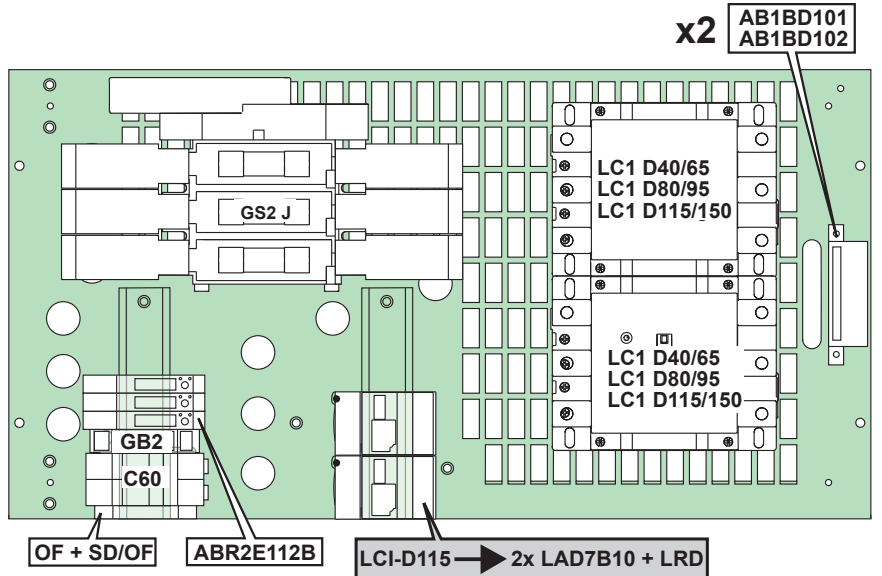 x2
AB1BD101
AB1BD102
LC1 D40/65
LC1 D80/95
LC1 D115/150
GS2 J
LC1 D40/65
LC1 D80/95
LC1 D115/150
GB2
C60
OF + SD/OF
ABR2E112B
LCI-D115 → 2x LAD7B10 + LRD